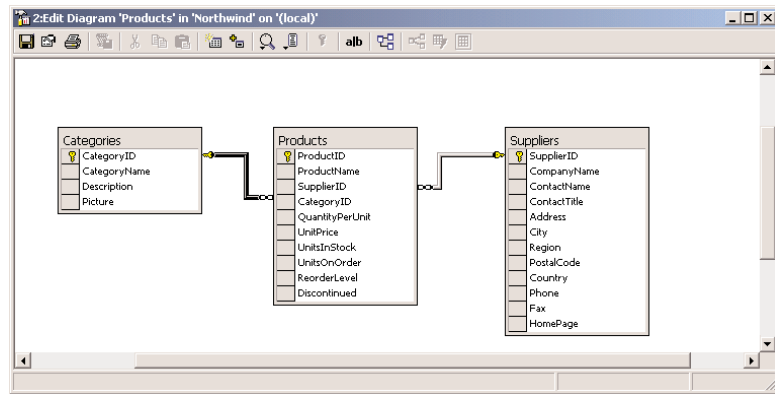 2:Edit Diagram 'Products' in 'Northwind' on '(local)'
a|b
Categories
CategoryID
CategoryName
Description
Picture
Products
ProductID
ProductName
SupplierID
CategoryID
QuantityPerUnit
UnitPrice
UnitsInStock
UnitsOnOrder
ReorderLevel
Discontinued
Suppliers
SupplierID
CompanyName
ContactName
ContactTitle
Address
City
Region
PostalCode
Country
Phone
Fax
HomePage